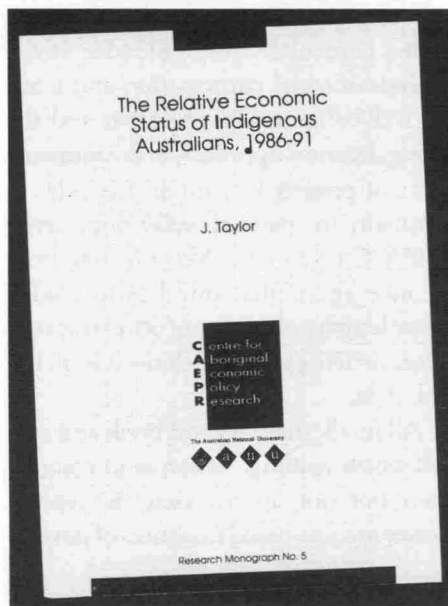 The Relative Economic
Status of Indigenous
Australians, 1986-91
J. Taylor
Centre for
Aboriginal
Economic
Policy
Research
The Australian National University
anu
Research Monograph No. 5